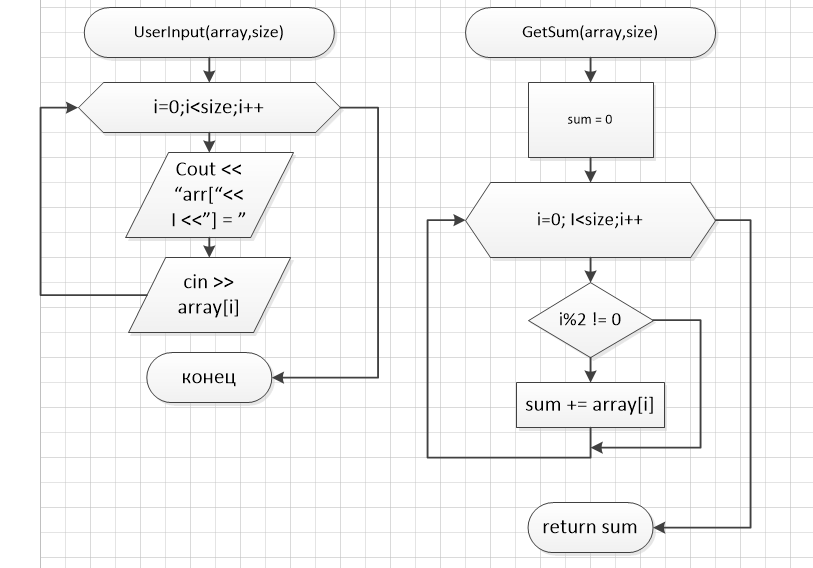 UserInput(array,size)
i=0;i<size;i++
Cout <<
“arr[“<<
I <<”] = ”
cin >>
array[i]
конец
GetSum(array,size)
sum = 0
i=0; I<size;i++
i%2 != 0
sum += array[i]
return sum